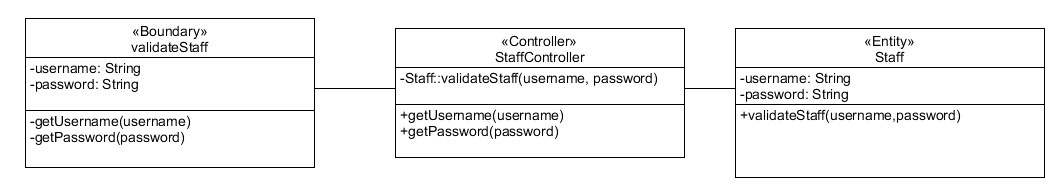 «Boundary»
validateStaff
-username: String
-password: String
-getUsername(username)
-getPassword(password)
«Controller»
StaffController
-Staff::validateStaff(username, password)
+getUsername(username)
+getPassword(password)
«Entity»
Staff
-username: String
-password: String
+validateStaff(username,password)